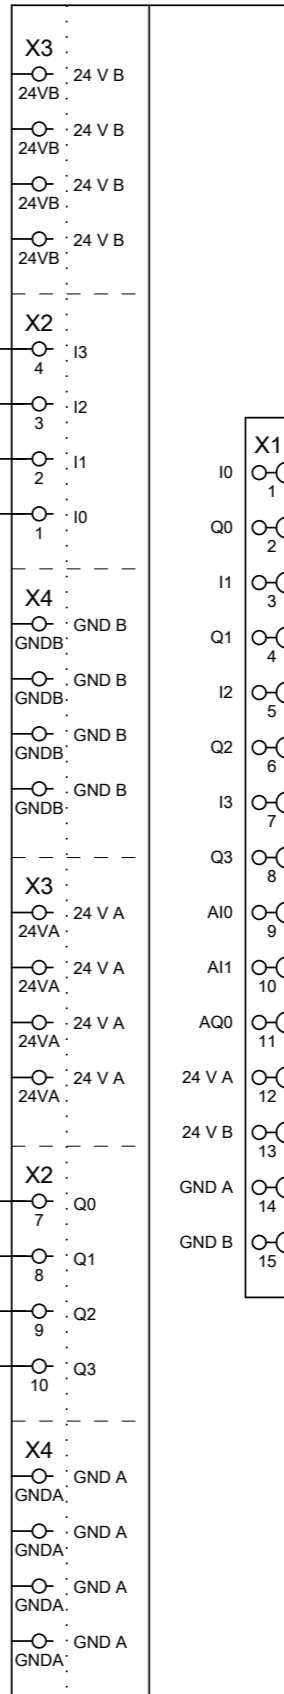 X3
24 V B
24VB
24 V B
24VB
24 V B
24VB
24 V B
24VB
X2
I3
4
I2
3
I1
2
I0
1
X4
GND B
GNDB
GND B
GNDB
GND B
GNDB
GND B
GNDB
X3
24 V A
24VA
24 V A
24VA
24 V A
24VA
24 V A
24VA
X2
Q0
7
Q1
8
Q2
9
Q3
10
X4
GND A
GNDA
GND A
GNDA
GND A
GNDA
GND A
GNDA
X1
I0
1
Q0
2
I1
3
Q1
4
I2
5
Q2
6
I3
7
Q3
8
AI0
9
AI1
10
AQ0
11
24 V A
12
24 V B
13
GND A
14
GND B
15